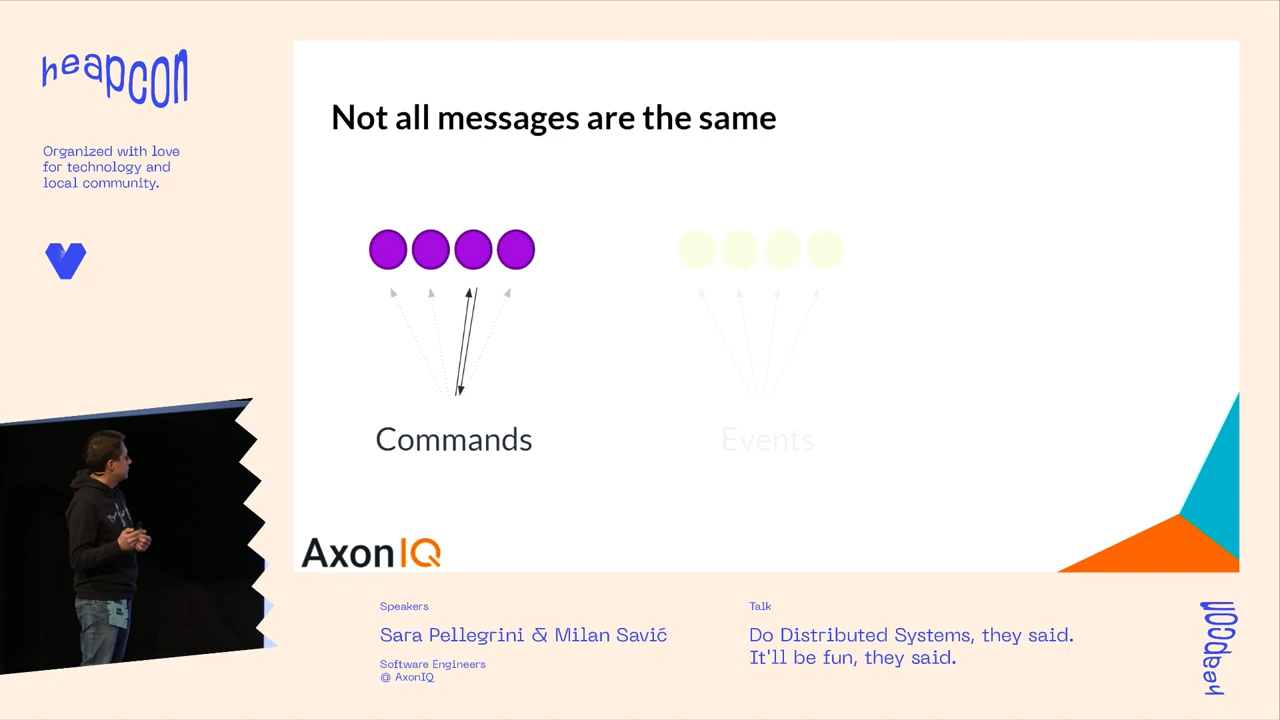 heapcon
Organized with love
for technology and
local community.
Not all messages are the same
Commands
Events
AxonIQ
Speakers
Sara Pellegrini & Milan Savić
Software Engineers
@ AxonIQ
Talk
Do Distributed Systems, they said.
It'll be fun, they said.
heapcon